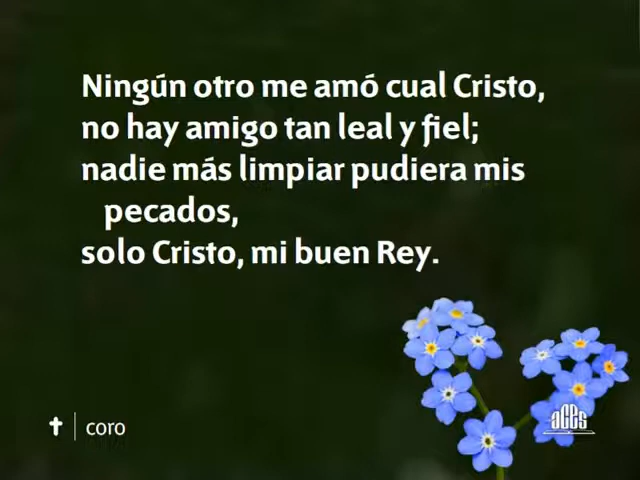 Ningún otro me amó cual Cristo,
no hay amigo tan leal y fiel;
nadie más limpiar pudiera mis
pecados,
solo Cristo, mi buen Rey.
coro
aces